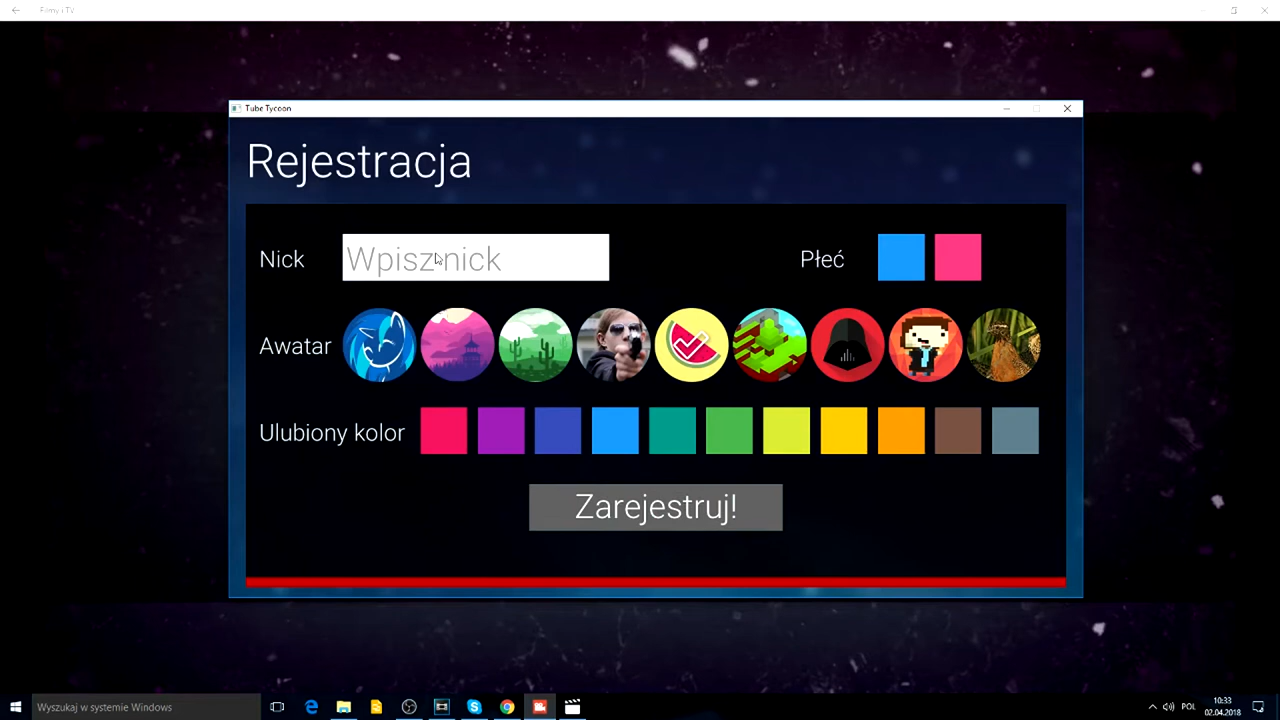 Filmy i TV
Tube Tycoon
Rejestracja
Nick
Wpisz nick
Płeć
Awatar
Ulubiony kolor
Zarejestruj!
Wyszukaj w systemie Windows
POL
10:33
02.04.2018